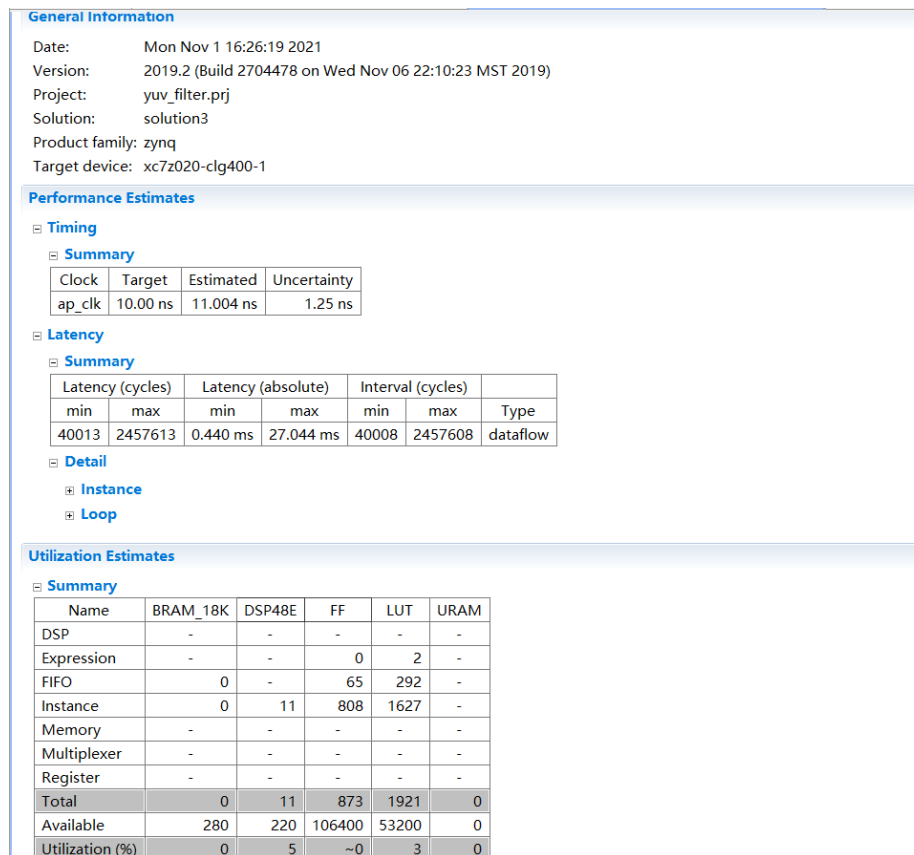 General Information
Date: Mon Nov 1 16:26:19 2021
Version: 2019.2 (Build 2704478 on Wed Nov 06 22:10:23 MST 2019)
Project: yuv_filter.prj
Solution: solution3
Product family: zynq
Target device: xc7z020-clg400-1
Performance Estimates
Timing
Summary
Clock Target Estimated Uncertainty
ap_clk 10.00 ns 11.004 ns 1.25 ns
Latency
Summary
Latency (cycles) Latency (absolute) Interval (cycles)
min max min max min max Type
40013 2457613 0.440 ms 27.044 ms 40008 2457608 dataflow
Detail
Instance
Loop
Utilization Estimates
Summary
Name BRAM_18K DSP48E FF LUT URAM
DSP - - - - -
Expression - - 0 2 -
FIFO 0 - 65 292 -
Instance 0 11 808 1627 -
Memory - - - - -
Multiplexer - - - - -
Register - - - - -
Total 0 11 873 1921 0
Available 280 220 106400 53200 0
Utilization (%) 0 5 ~0 3 0